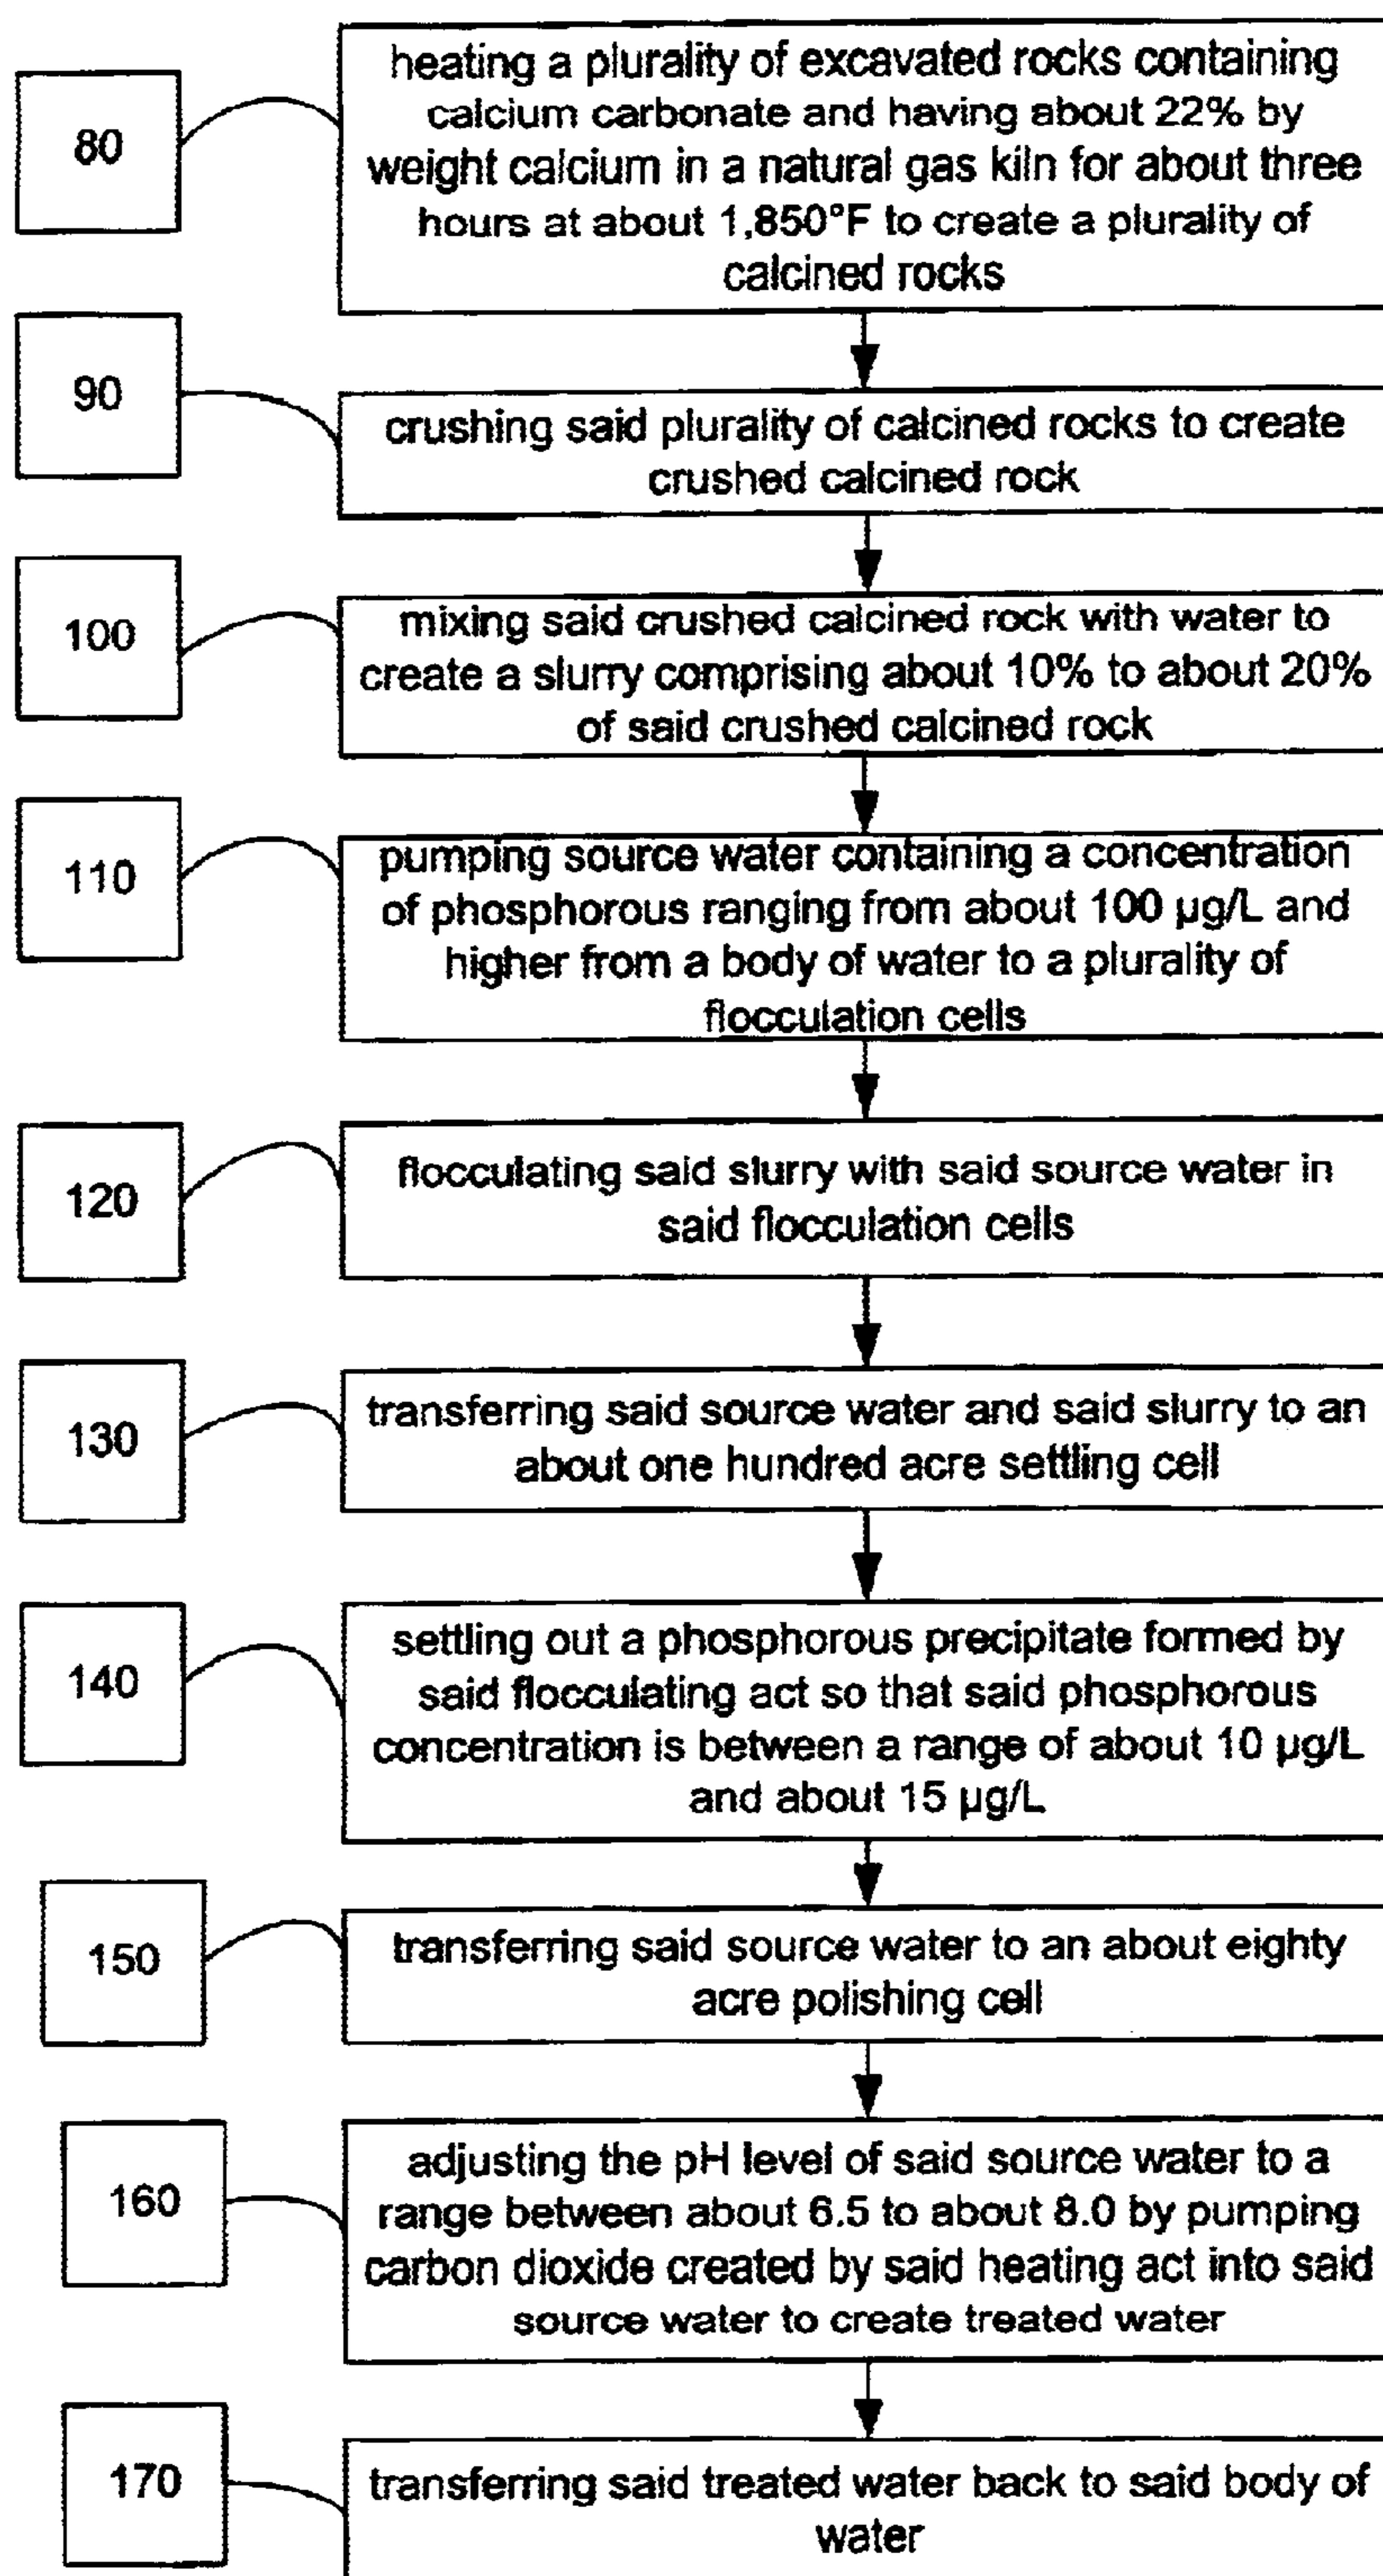 80
heating a plurality of excavated rocks containing
calcium carbonate and having about 22% by
weight calcium in a natural gas kiln for about three
hours at about 1,850°F to create a plurality of
calcined rocks
90
crushing said plurality of calcined rocks to create
crushed calcined rock
100
mixing said crushed calcined rock with water to
create a slurry comprising about 10% to about 20%
of said crushed calcined rock
110
pumping source water containing a concentration
of phosphorous ranging from about 100 µg/L and
higher from a body of water to a plurality of
flocculation cells
120
flocculating said slurry with said source water in
said flocculation cells
130
transferring said source water and said slurry to an
about one hundred acre settling cell
140
settling out a phosphorous precipitate formed by
said flocculating act so that said phosphorous
concentration is between a range of about 10 µg/L
and about 15 µg/L
150
transferring said source water to an about eighty
acre polishing cell
160
adjusting the pH level of said source water to a
range between about 6.5 to about 8.0 by pumping
carbon dioxide created by said heating act into said
source water to create treated water
170
transferring said treated water back to said body of
water